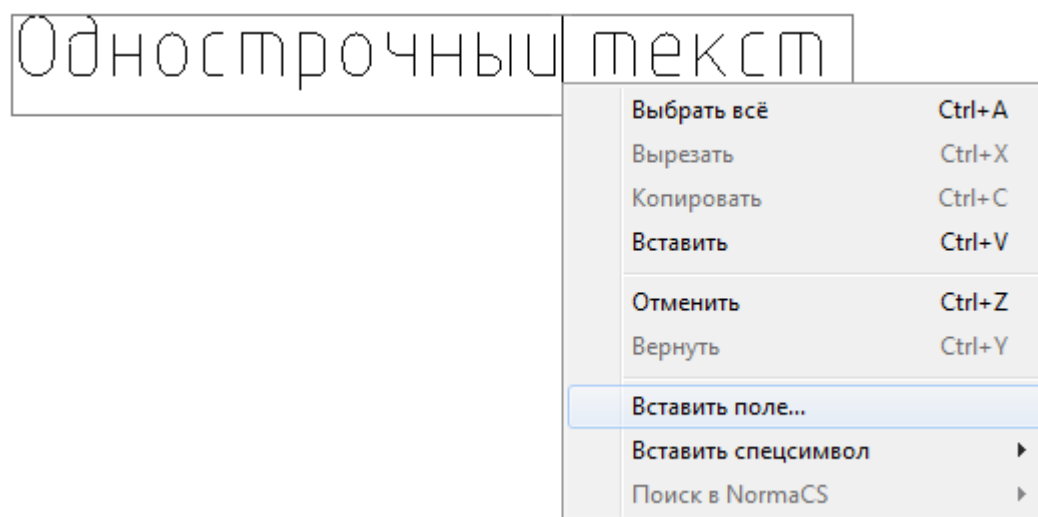 Однострочный текст
Выбрать всё Ctrl+A
Вырезать Ctrl+X
Копировать Ctrl+C
Вставить Ctrl+V
Отменить Ctrl+Z
Вернуть Ctrl+Y
Вставить поле...
Вставить спецсимвол
Поиск в NormaCS